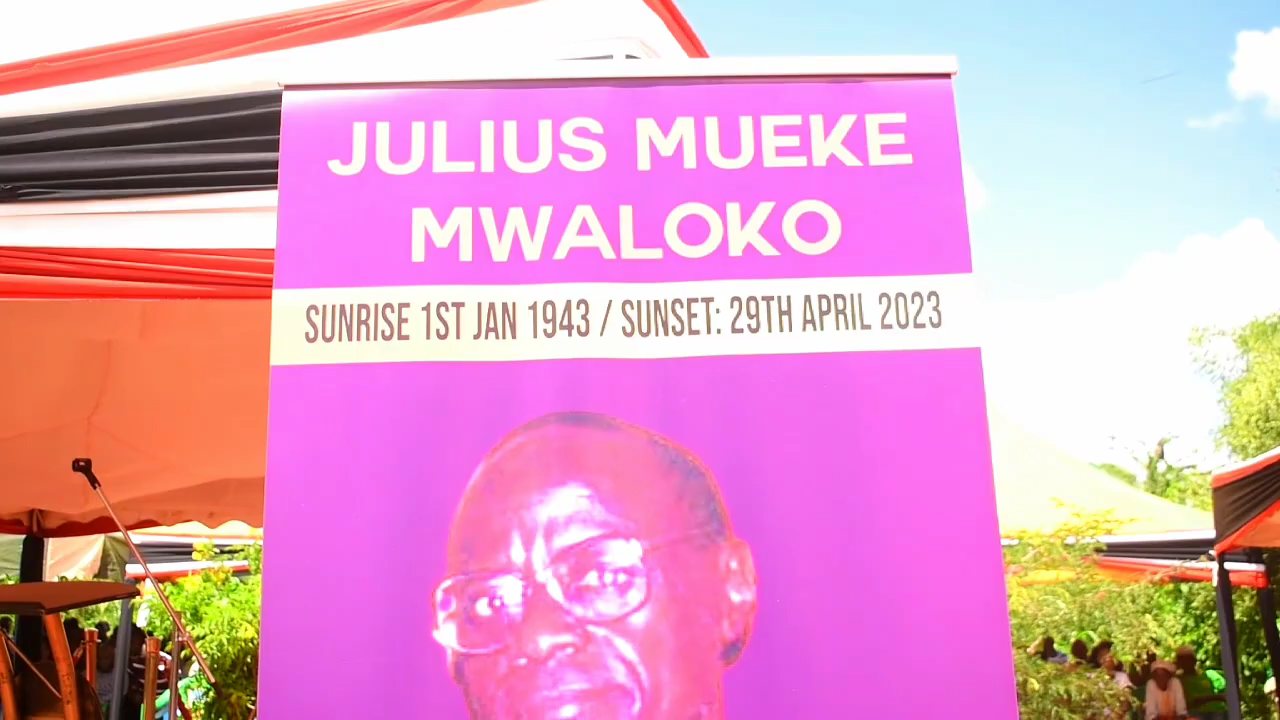 JULIUS MUEKE
MWALOKO
SUNRISE 1ST JAN 1943 / SUNSET: 29TH APRIL 2023